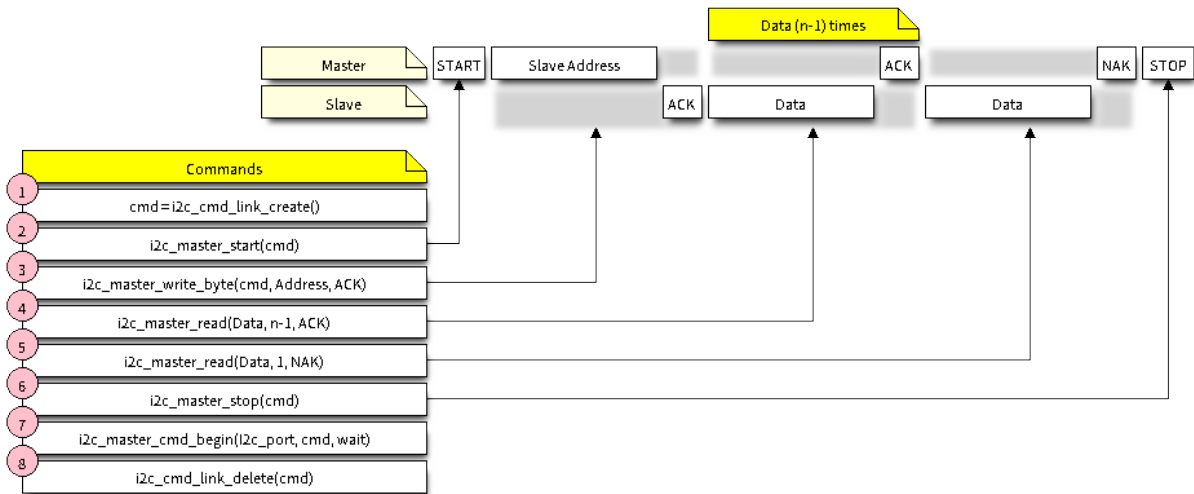 Data (n-1) times
Master START Slave Address ACK NAK STOP
Slave ACK Data Data
Commands
1
cmd=i2c_cmd_link_create()
2
i2c_master_start(cmd)
3
i2c_master_write_byte(cmd, Address, ACK)
4
i2c_master_read(Data, n-1, ACK)
5
i2c_master_read(Data, 1, NAK)
6
i2c_master_stop(cmd)
7
i2c_master_cmd_begin(I2c_port, cmd, wait)
8
i2c_cmd_link_delete(cmd)